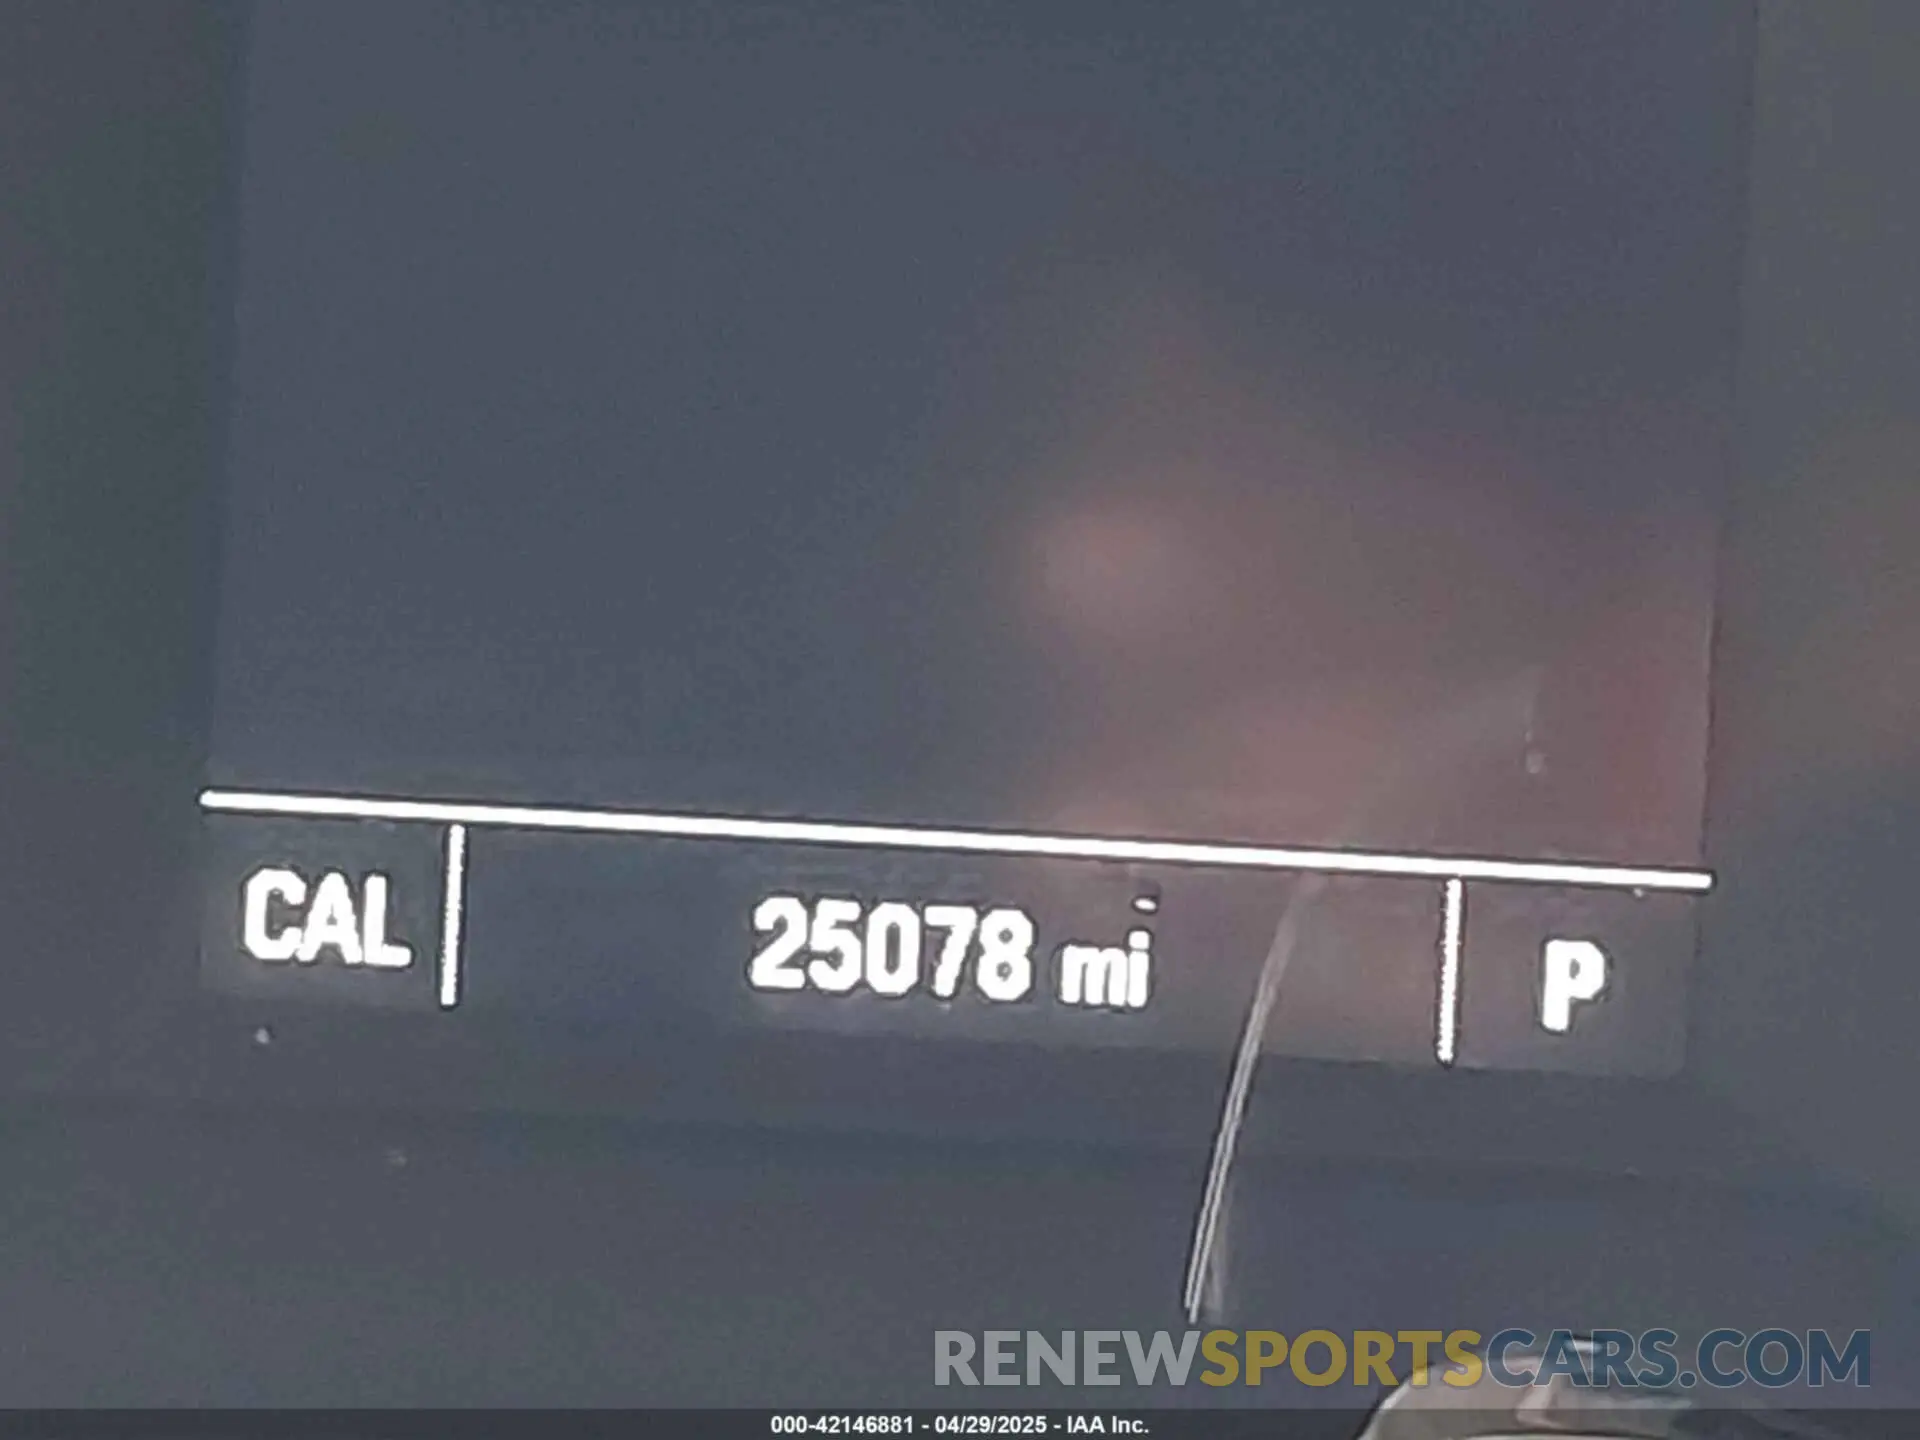 CAL 25078 mi P
RENEWSPORTSCARS.COM
000-42146881 - 04/29/2025 - IAA Inc.